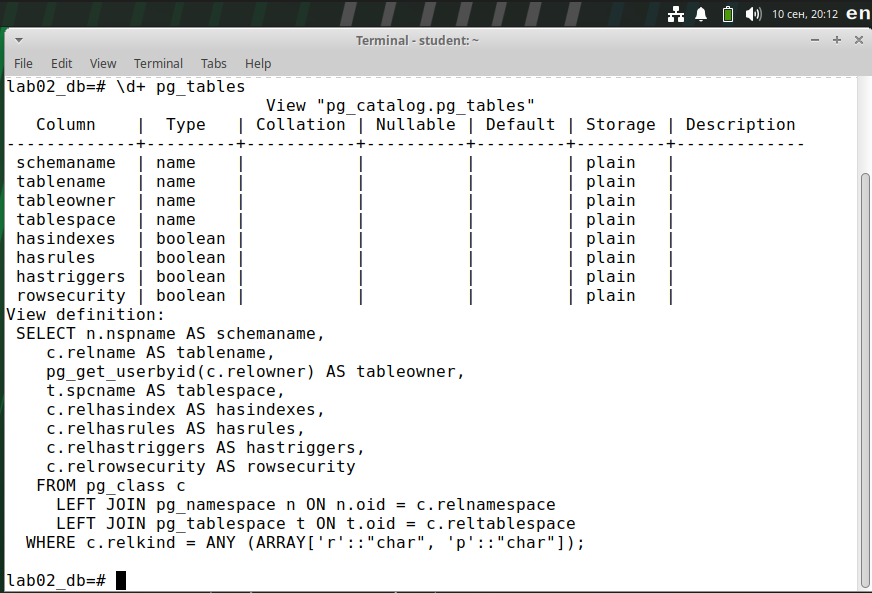 10 сен, 20:12 en
Terminal - student: ~
File Edit View Terminal Tabs Help
lab02_db=# \d+ pg_tables
                          View "pg_catalog.pg_tables"
   Column    |  Type   | Collation | Nullable | Default | Storage | Description
-------------+---------+-----------+----------+---------+---------+-------------
 schemaname  | name    |           |          |         | plain   |
 tablename   | name    |           |          |         | plain   |
 tableowner  | name    |           |          |         | plain   |
 tablespace  | name    |           |          |         | plain   |
 hasindexes  | boolean |           |          |         | plain   |
 hasrules    | boolean |           |          |         | plain   |
 hastriggers | boolean |           |          |         | plain   |
 rowsecurity | boolean |           |          |         | plain   |
View definition:
 SELECT n.nspname AS schemaname,
    c.relname AS tablename,
    pg_get_userbyid(c.relowner) AS tableowner,
    t.spcname AS tablespace,
    c.relhasindex AS hasindexes,
    c.relhasrules AS hasrules,
    c.relhastriggers AS hastriggers,
    c.relrowsecurity AS rowsecurity
   FROM pg_class c
     LEFT JOIN pg_namespace n ON n.oid = c.relnamespace
     LEFT JOIN pg_tablespace t ON t.oid = c.reltablespace
  WHERE c.relkind = ANY (ARRAY['r'::"char", 'p'::"char"]);
lab02_db=#